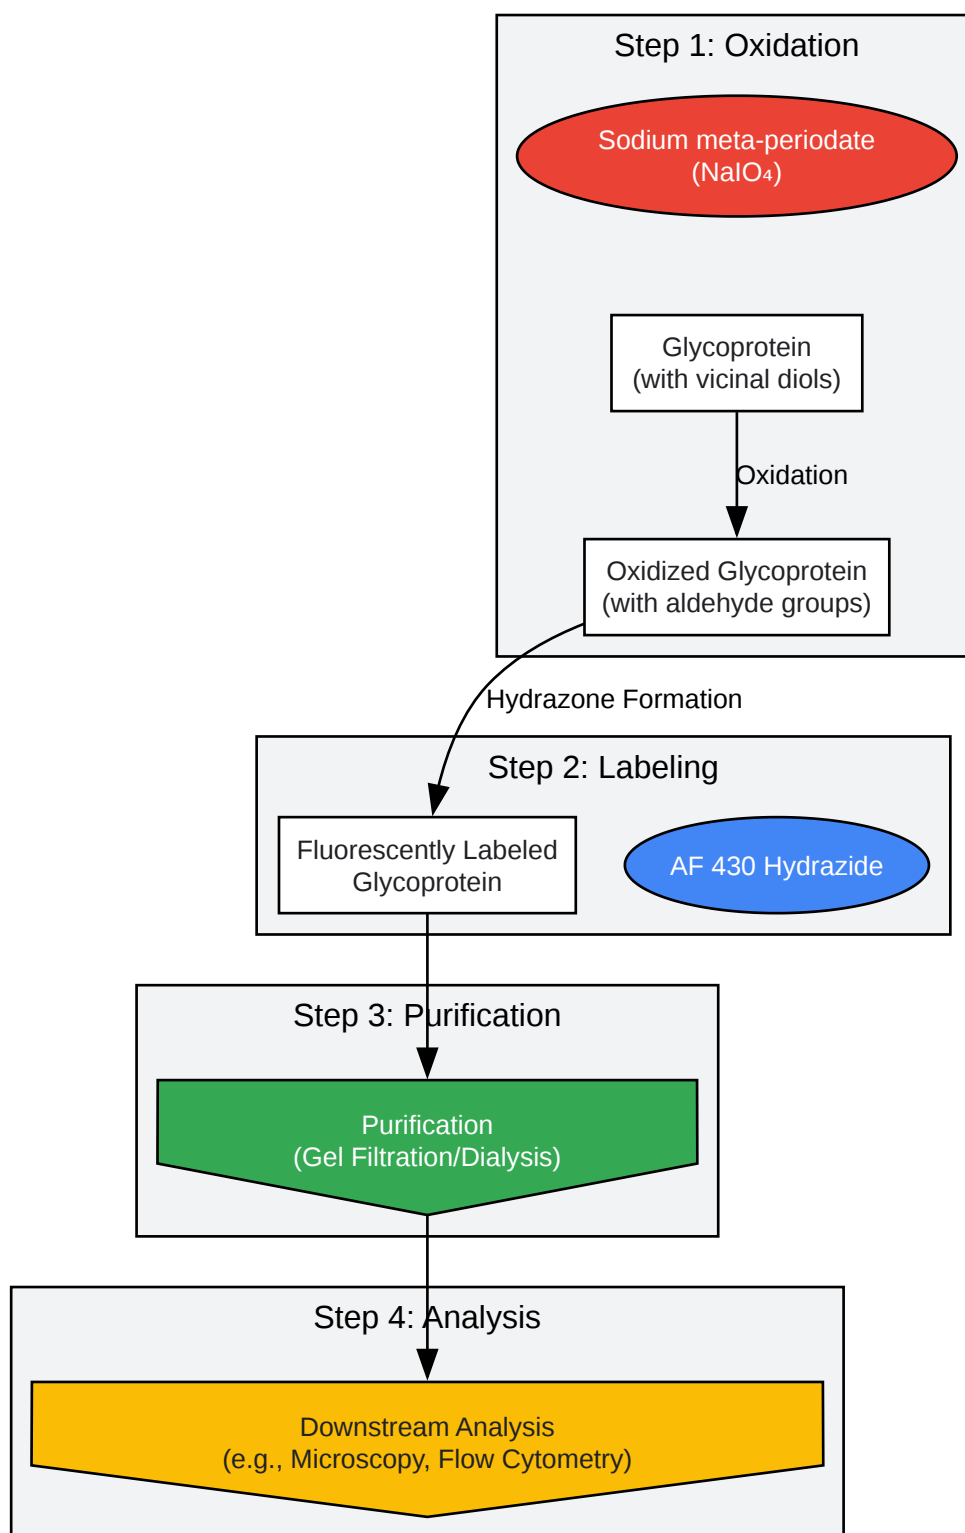 Step 1: Oxidation
Sodium meta-periodate
(NaIO₄)
Glycoprotein
(with vicinal diols)
Oxidation
Oxidized Glycoprotein
(with aldehyde groups)
Hydrazone Formation
Step 2: Labeling
Fluorescently Labeled
Glycoprotein
AF 430 Hydrazide
Step 3: Purification
Purification
(Gel Filtration/Dialysis)
Step 4: Analysis
Downstream Analysis
(e.g., Microscopy, Flow Cytometry)